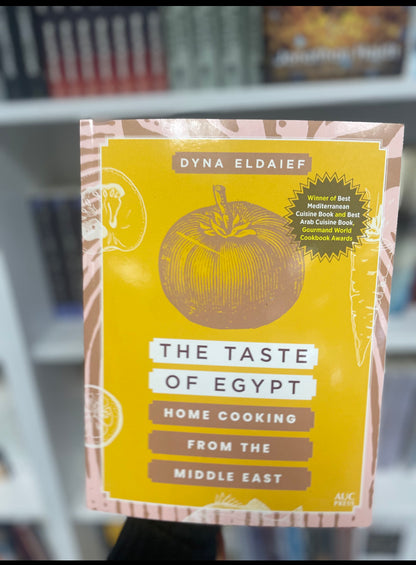 DYNA ELDAIEF
Winner of Best
Mediterranean
Cuisine Book and Best
Arab Cuisine Book,
Gourmand World
Cookbook Awards
THE TASTE
OF EGYPT
HOME COOKING
FROM THE
MIDDLE EAST
AUC
PRESS